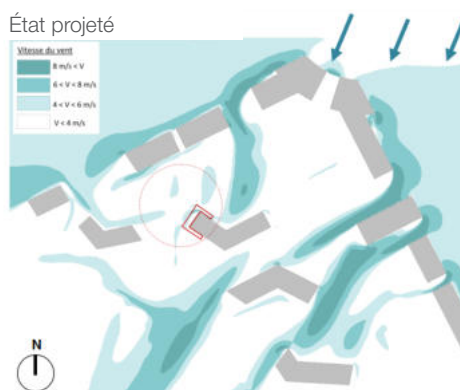 État projeté
Vitesse du vent
8 m/s < V
6 < V < 8 m/s
4 < V < 6 m/s
V < 4 m/s
N